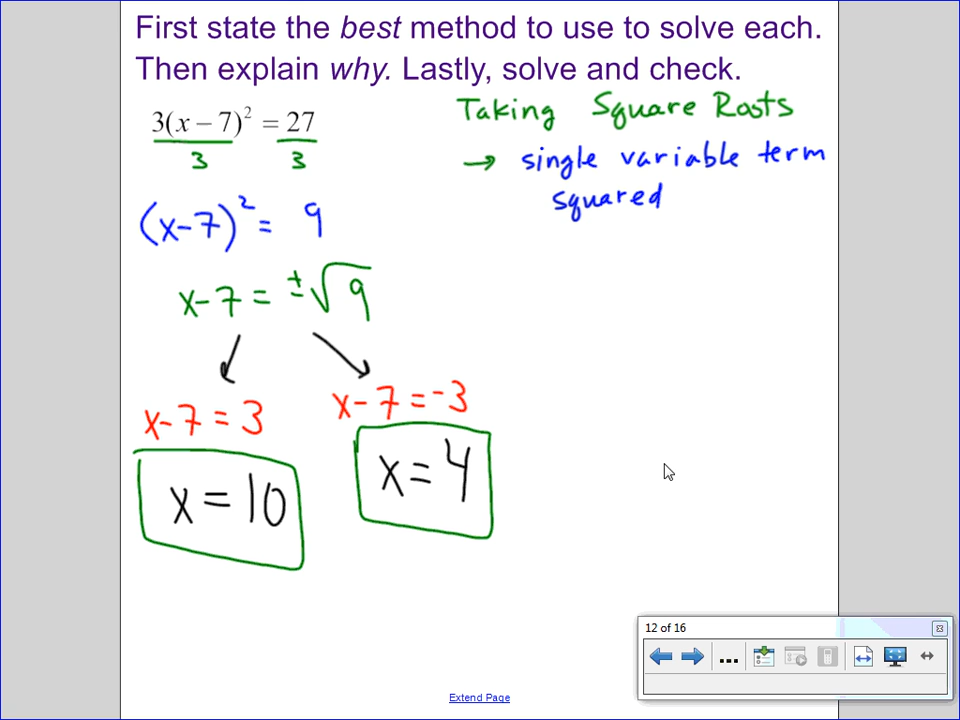 First state the best method to use to solve each.
Then explain why. Lastly, solve and check.
3(x – 7)² = 27
3 3
Taking Square Roots
→ single variable term
squared
(x-7)² = 9
x-7 = ±√9
x-7 = 3
x-7 = -3
x = 10
x = 4
12 of 16
...
Extend Page